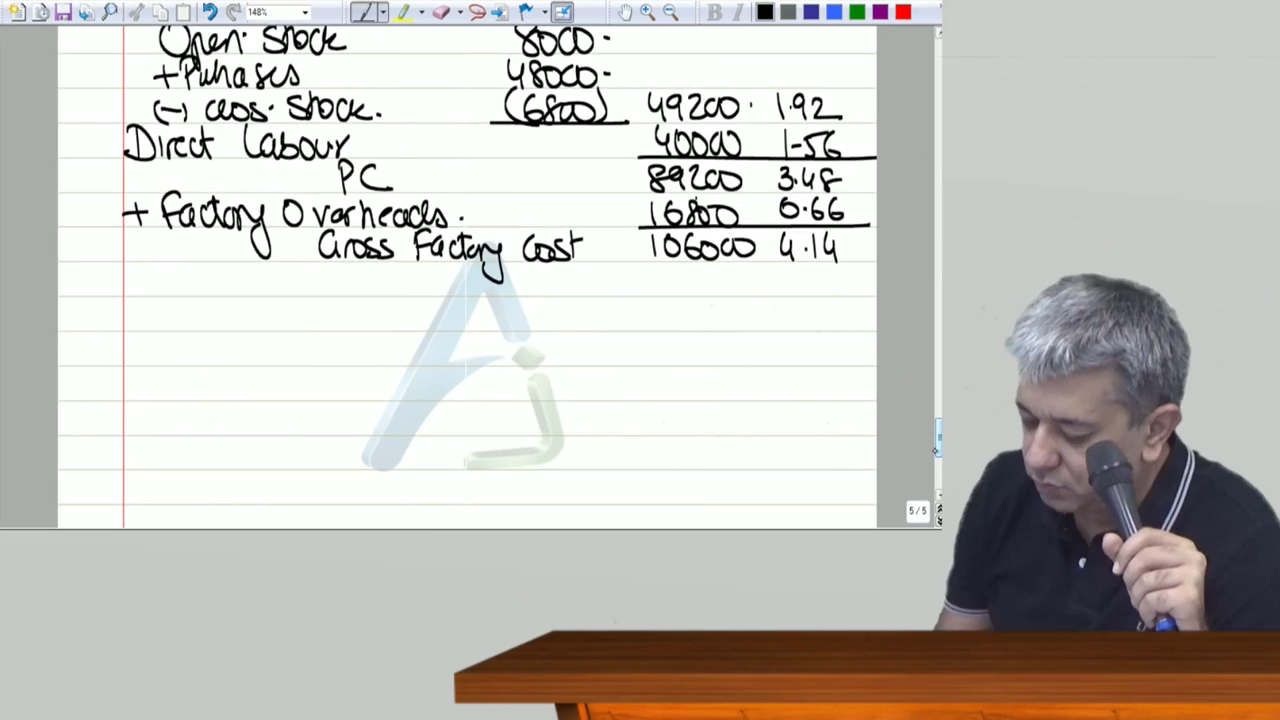 148%
B I
Open. Stock 8000.
+ Puhases 48000.
(-) clos. stock. (6800) 49200. 1.92
Direct Labour 40000 1-56
PC 89200 3.48
+ Factory Overheads. 16800 0.66
Gross Factory cost 106000 4.14
5/5